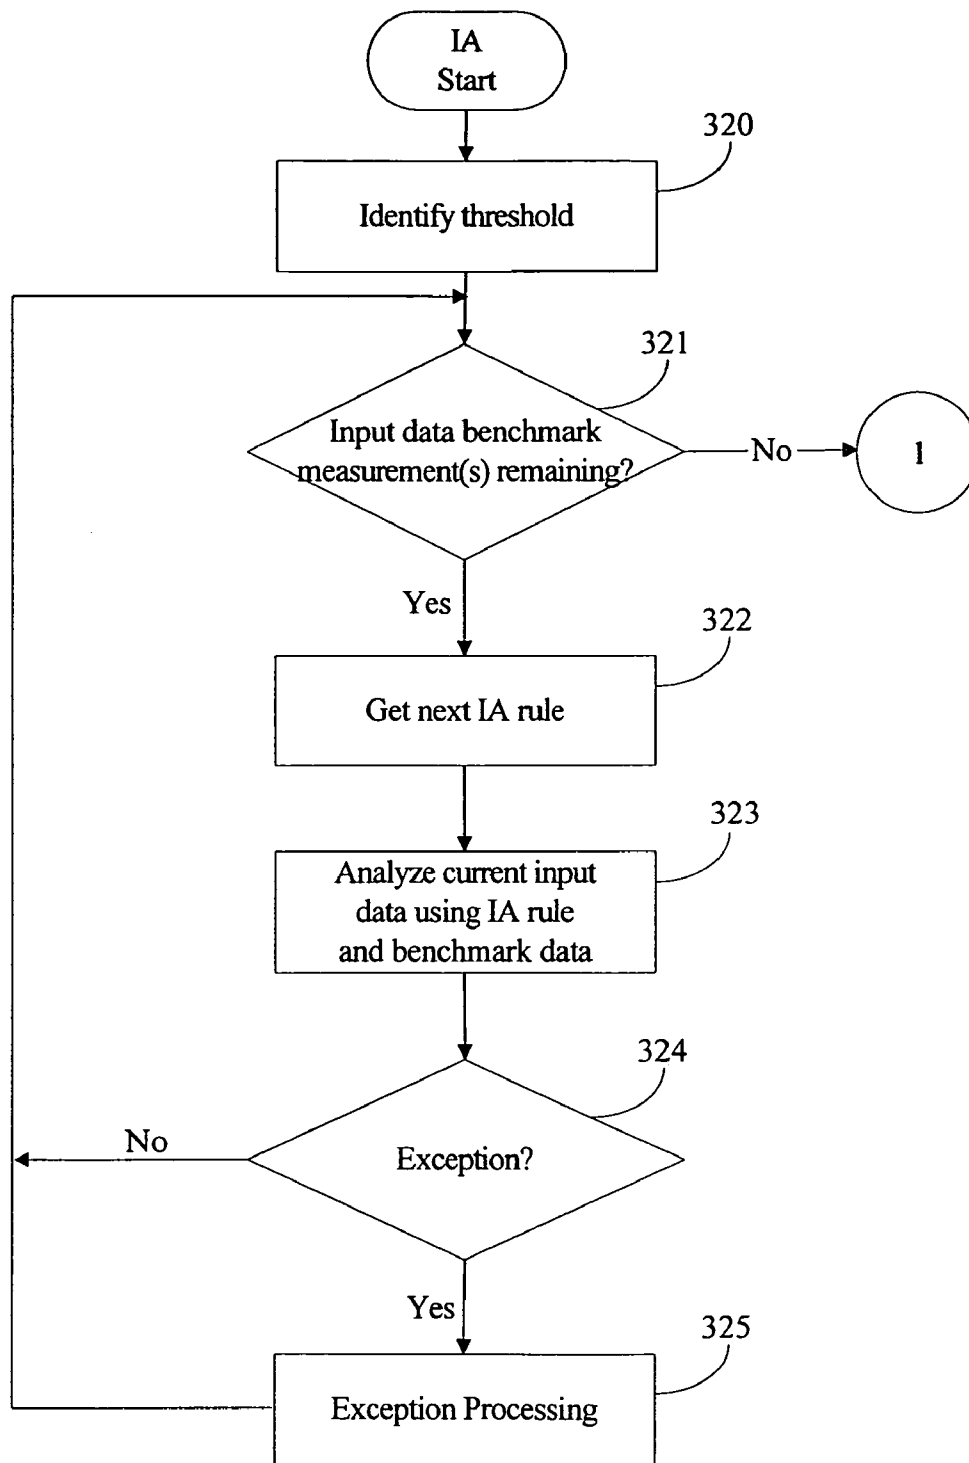 IA
Start
320
Identify threshold
321
Input data benchmark
measurement(s) remaining?
No
1
Yes
322
Get next IA rule
323
Analyze current input
data using IA rule
and benchmark data
324
No
Exception?
Yes
325
Exception Processing